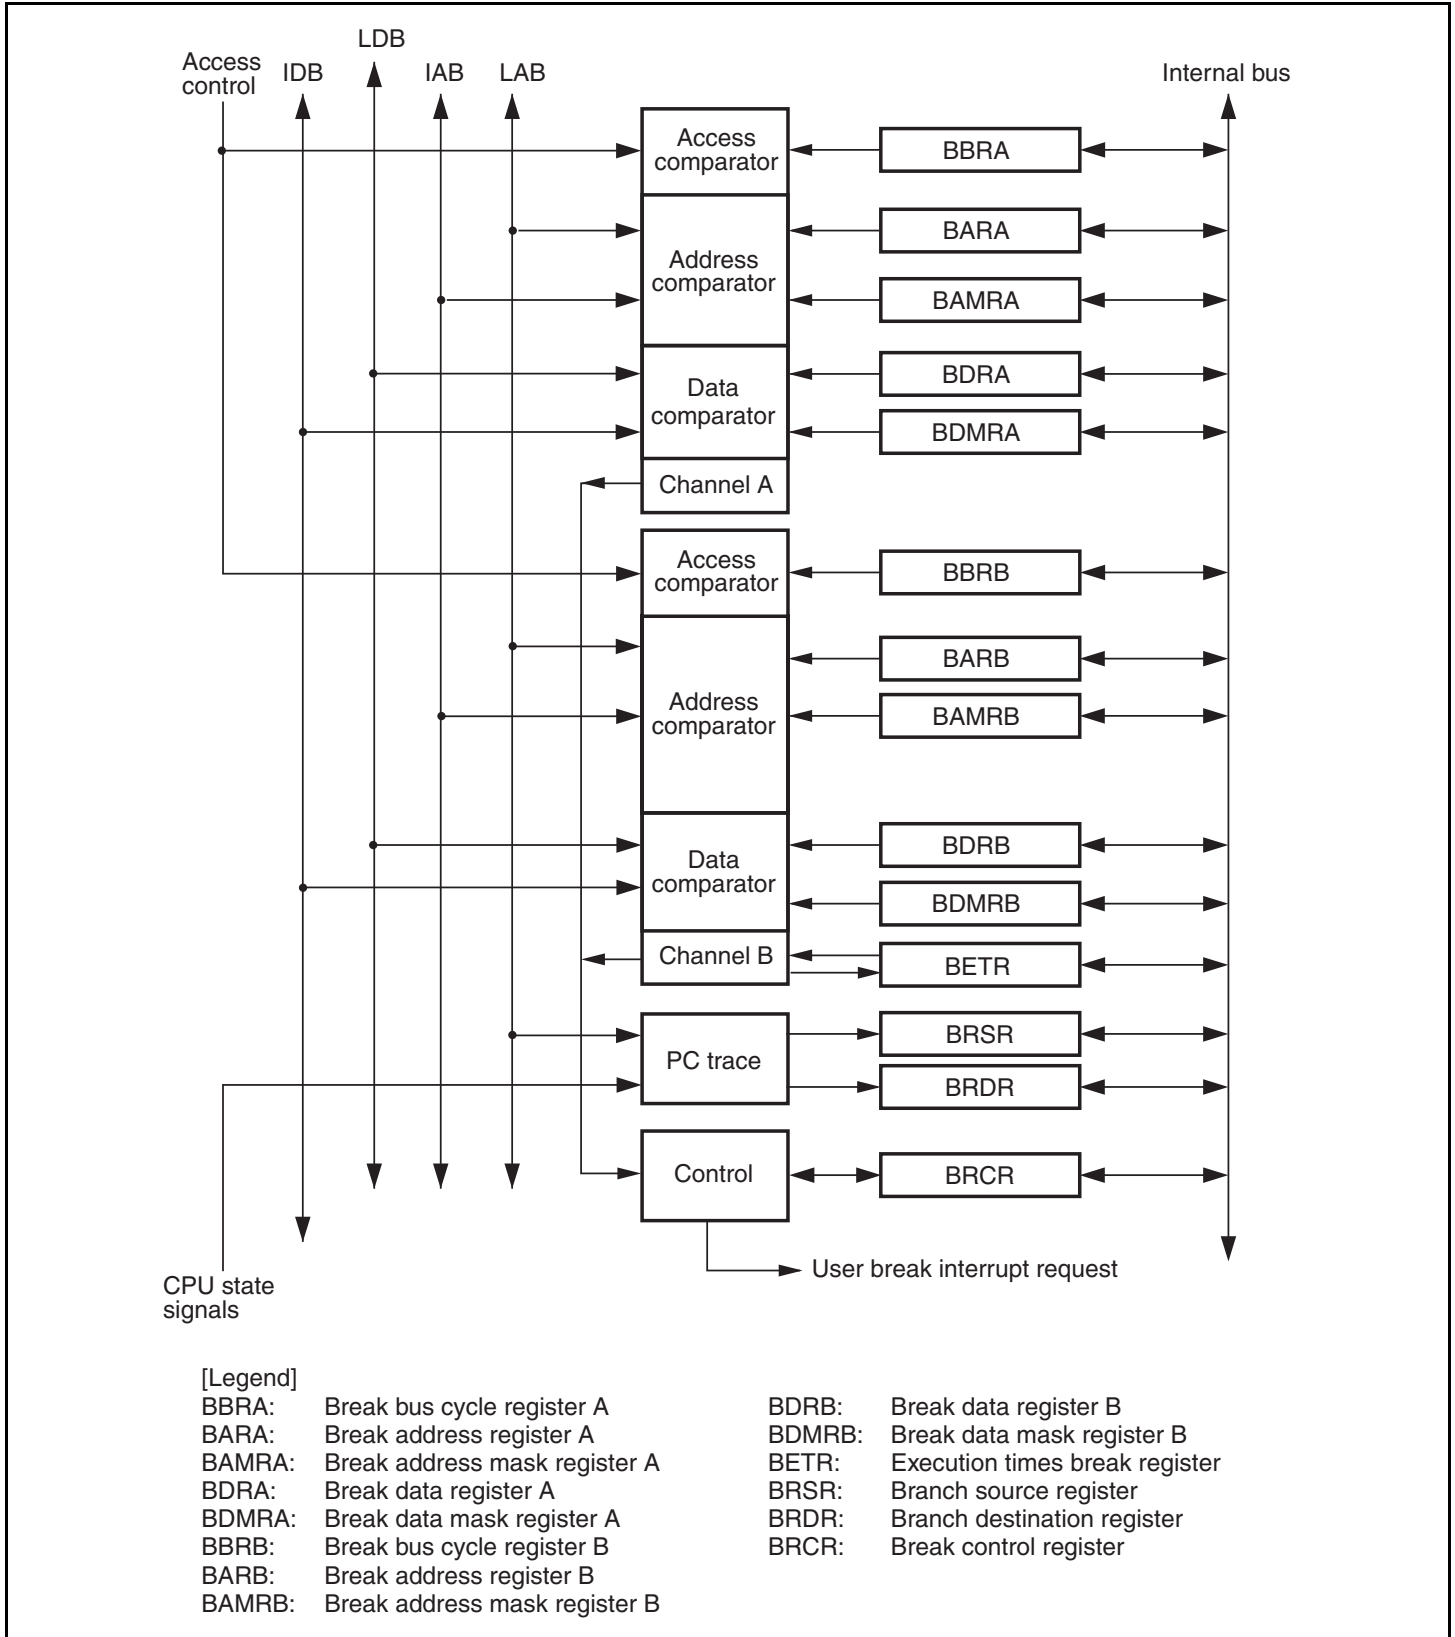 LDB
Access
control
IDB
IAB
LAB
Internal bus
Access
comparator
BBRA
BARA
Address
comparator
BAMRA
BDRA
Data
comparator
BDMRA
Channel A
Access
comparator
BBRB
BARB
Address
comparator
BAMRB
BDRB
Data
comparator
BDMRB
Channel B
BETR
BRSR
PC trace
BRDR
Control
BRCR
User break interrupt request
CPU state
signals
[Legend]
BBRA: Break bus cycle register A
BARA: Break address register A
BAMRA: Break address mask register A
BDRA: Break data register A
BDMRA: Break data mask register A
BBRB: Break bus cycle register B
BARB: Break address register B
BAMRB: Break address mask register B
BDRB: Break data register B
BDMRB: Break data mask register B
BETR: Execution times break register
BRSR: Branch source register
BRDR: Branch destination register
BRCR: Break control register